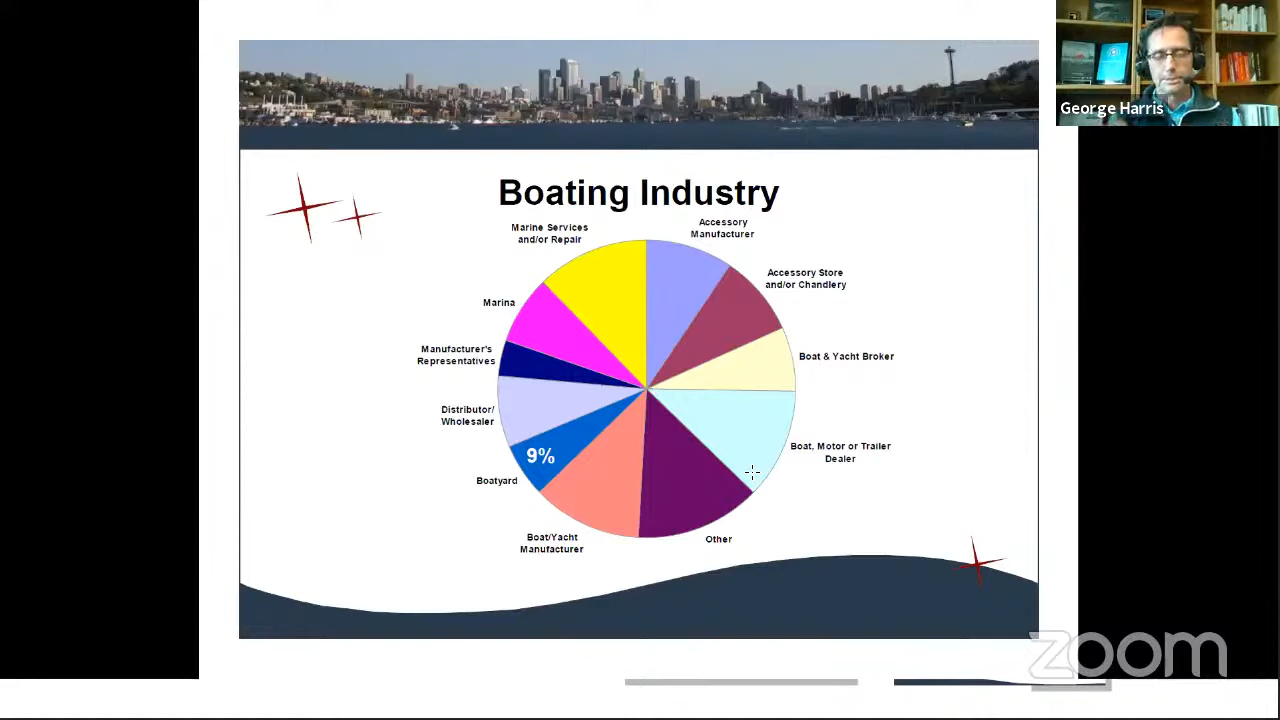 George Harris
Boating Industry
Marine Services
and/or Repair
Accessory
Manufacturer
Accessory Store
and/or Chandlery
Marina
Manufacturer's
Representatives
Boat & Yacht Broker
Distributor/
Wholesaler
Boat, Motor or Trailer
Dealer
9%
Boatyard
Boat/Yacht
Manufacturer
Other
zoom